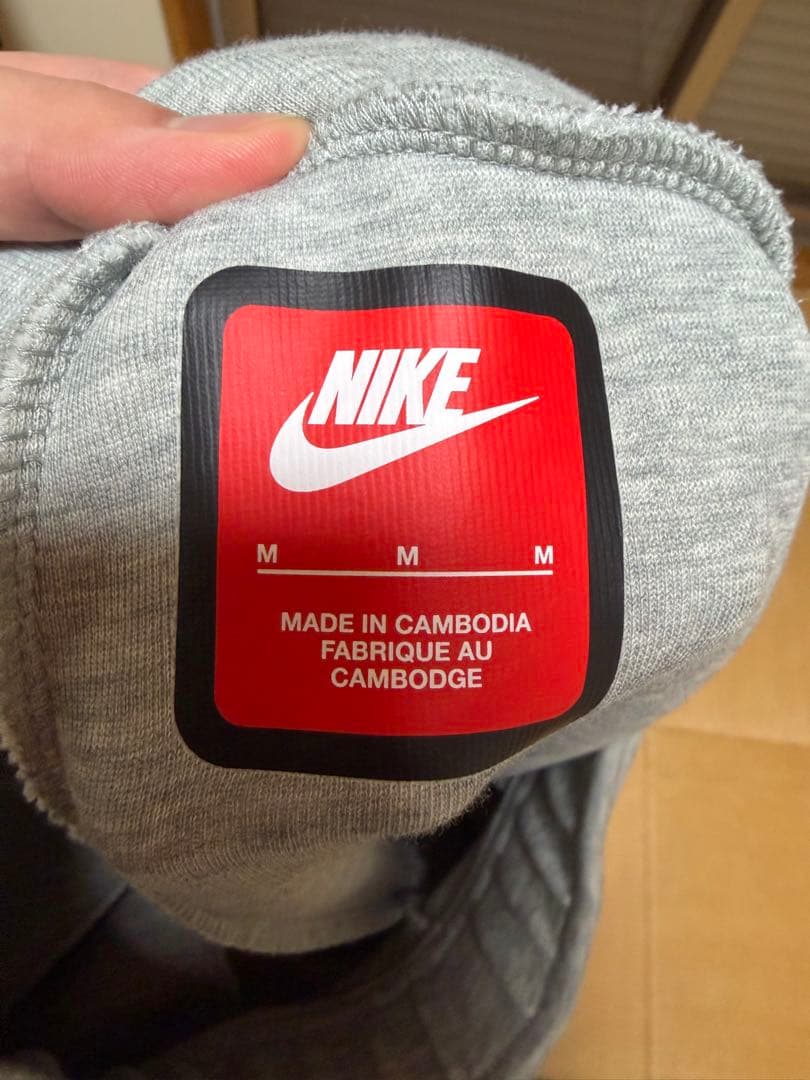 NIKE
M M M
MADE IN CAMBODIA
FABRIQUE AU
CAMBODGE